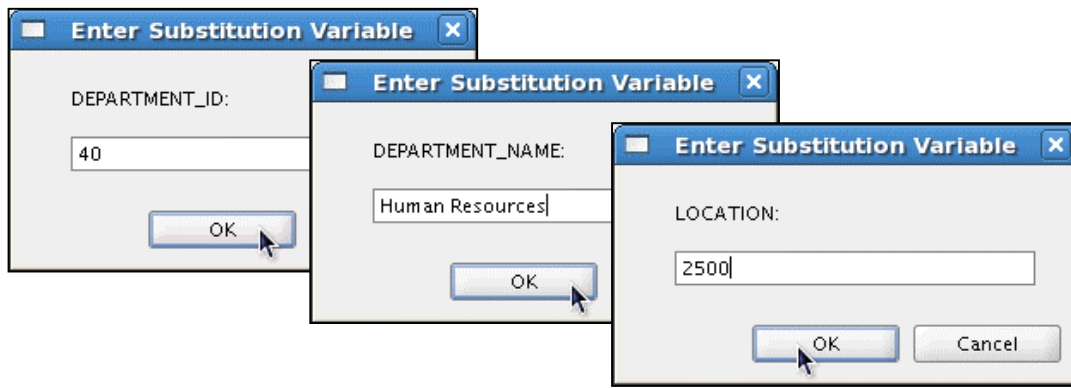 Enter Substitution Variable
DEPARTMENT_ID:
40
OK
Enter Substitution Variable
DEPARTMENT_NAME:
Human Resources
OK
Enter Substitution Variable
LOCATION:
2500
OK Cancel